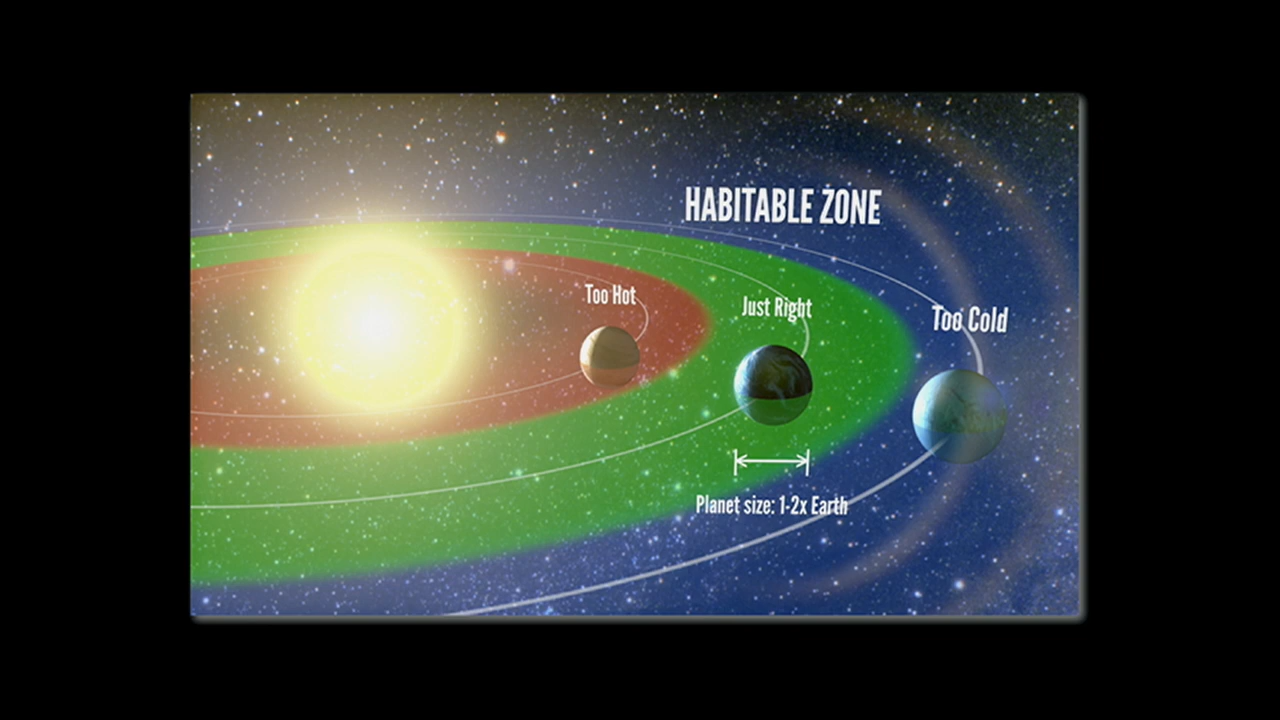 HABITABLE ZONE
Too Hot
Just Right
Too Cold
Planet size: 1-2x Earth